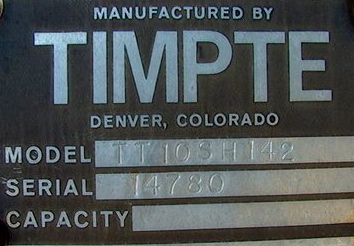 MANUFACTURED BY
TIMPTE
DENVER, COLORADO
MODEL TT10SH142
SERIAL 14780
CAPACITY